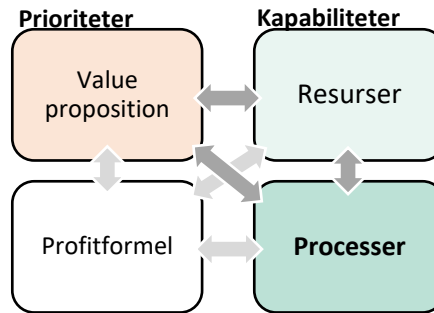 Prioriteter
Kapabiliteter
Value
proposition
Resurser
Profitformel
Processer